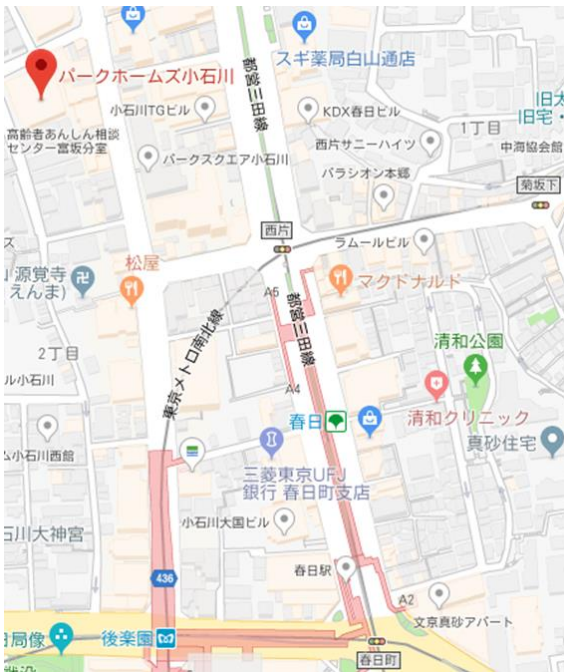 パークホームズ小石川
スギ薬局白山通店
都営三田線
小石川TGビル
KDX春日ビル
旧太
旧宅・
1丁目
高齢者あんしん相談
センター富坂分室
パークスクエア小石川
西片サニーハイツ
中海協会館
パラシオン本郷
菊坂下
西片
ラムールビル
ズ
源覚寺
えんま)
松屋
A5
都営三田線
マクドナルド
東京メトロ南北線
清和公園
2丁目
ル小石川
A4
春日
清和クリニック
ム小石川西館
三菱東京UFJ
銀行 春日町支店
真砂住宅
石川大神宮
小石川大国ビル
436
春日駅
A2
文京真砂アパート
局像
後楽園
春日町